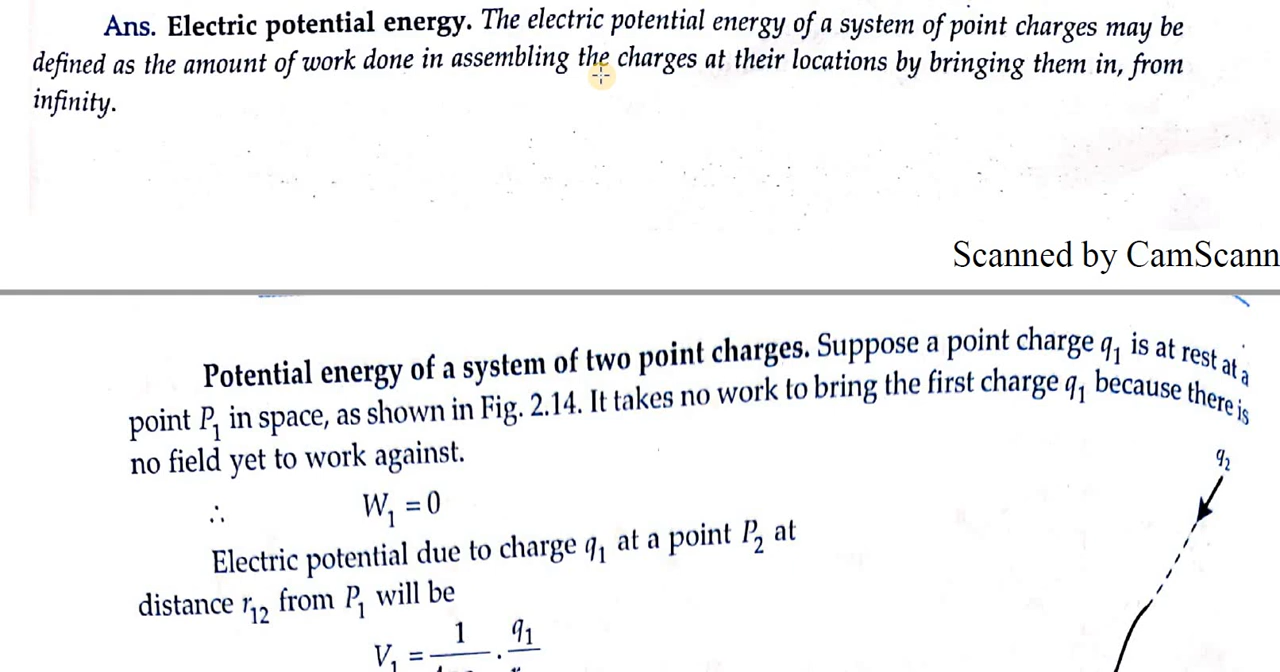 Ans. Electric potential energy. The electric potential energy of a system of point charges may be
defined as the amount of work done in assembling the charges at their locations by bringing them in, from
infinity.
Scanned by CamScann
Potential energy of a system of two point charges. Suppose a point charge q₁ is at rest at a
point P₁ in space, as shown in Fig. 2.14. It takes no work to bring the first charge q₁ because there is
no field yet to work against.
q₂
∴ W₁ = 0
Electric potential due to charge q₁ at a point P₂ at
distance r₁₂ from P₁ will be
V₁ = 1 . q₁